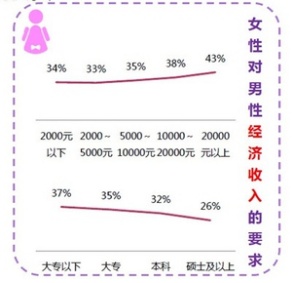 女性对男性经济收入的要求
34% 33% 35% 38% 43%
2000元 2000～ 5000～ 10000～ 20000
以下 5000元 10000元 20000元 元以上
37% 35% 32% 26%
大专以下 大专 本科 硕士及以上